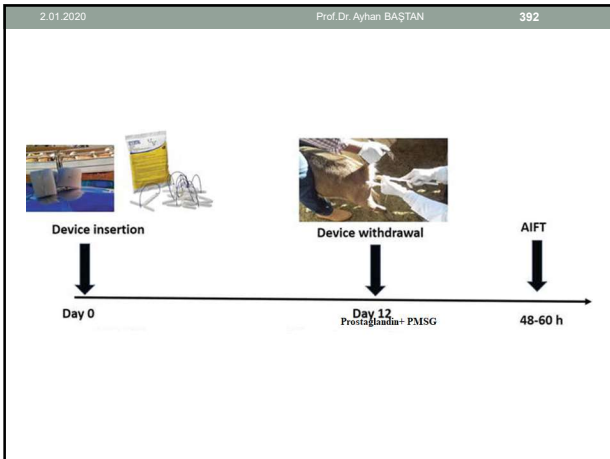 2.01.2020 Prof.Dr. Ayhan BAŞTAN 392
Device insertion
Device withdrawal
AIFT
Day 0
Day 12
Prostaglandin+ PMSG
48-60 h